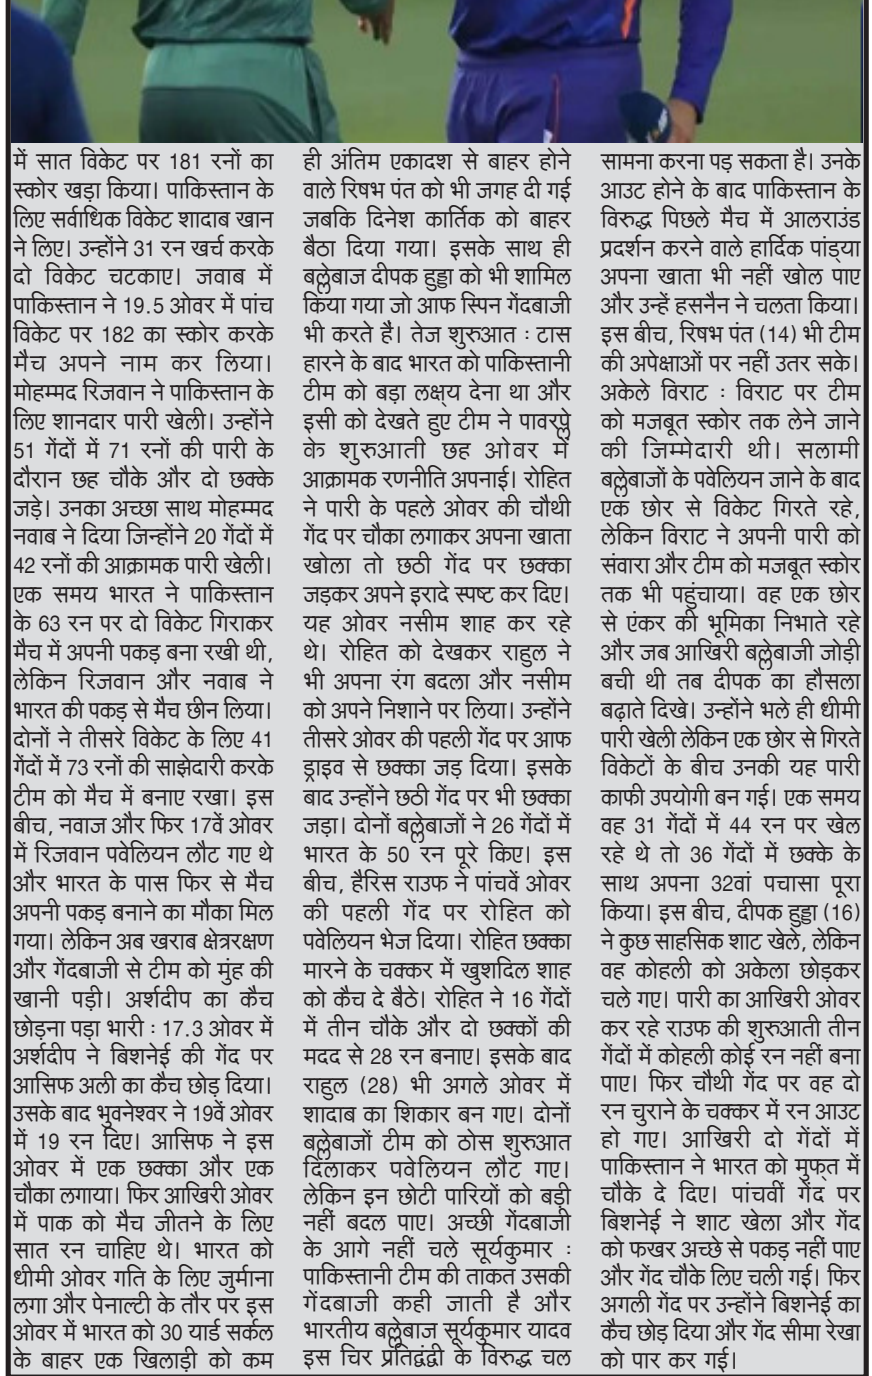 में सात विकेट पर 181 रनों का
स्कोर खड़ा किया। पाकिस्तान के
लिए सर्वाधिक विकेट शादाब खान
ने लिए। उन्होंने 31 रन खर्च करके
दो विकेट चटकाए। जवाब में
पाकिस्तान ने 19.5 ओवर में पांच
विकेट पर 182 का स्कोर करके
मैच अपने नाम कर लिया।
मोहम्मद रिजवान ने पाकिस्तान के
लिए शानदार पारी खेली। उन्होंने
51 गेंदों में 71 रनों की पारी के
दौरान छह चौके और दो छक्के
जड़े। उनका अच्छा साथ मोहम्मद
नवाब ने दिया जिन्होंने 20 गेंदों में
42 रनों की आक्रामक पारी खेली।
एक समय भारत ने पाकिस्तान
के 63 रन पर दो विकेट गिराकर
मैच में अपनी पकड़ बना रखी थी,
लेकिन रिजवान और नवाब ने
भारत की पकड़ से मैच छीन लिया।
दोनों ने तीसरे विकेट के लिए 41
गेंदों में 73 रनों की साझेदारी करके
टीम को मैच में बनाए रखा। इस
बीच, नवाज और फिर 17वें ओवर
में रिजवान पवेलियन लौट गए थे
और भारत के पास फिर से मैच
अपनी पकड़ बनाने का मौका मिल
गया। लेकिन अब खराब क्षेत्ररक्षण
और गेंदबाजी से टीम को मुंह की
खानी पड़ी। अर्शदीप का कैच
छोड़ना पड़ा भारी : 17.3 ओवर में
अर्शदीप ने बिशनेई की गेंद पर
आसिफ अली का कैच छोड़ दिया।
उसके बाद भुवनेश्वर ने 19वें ओवर
में 19 रन दिए। आसिफ ने इस
ओवर में एक छक्का और एक
चौका लगाया। फिर आखिरी ओवर
में पाक को मैच जीतने के लिए
सात रन चाहिए थे। भारत को
धीमी ओवर गति के लिए जुर्माना
लगा और पेनाल्टी के तौर पर इस
ओवर में भारत को 30 यार्ड सर्कल
के बाहर एक खिलाड़ी को कम
ही अंतिम एकादश से बाहर होने
वाले रिषभ पंत को भी जगह दी गई
जबकि दिनेश कार्तिक को बाहर
बैठा दिया गया। इसके साथ ही
बल्लेबाज दीपक हुड्डा को भी शामिल
किया गया जो आफ स्पिन गेंदबाजी
भी करते है। तेज शुरुआत : टास
हारने के बाद भारत को पाकिस्तानी
टीम को बड़ा लक्ष्य देना था और
इसी को देखते हुए टीम ने पावरप्ले
के शुरुआती छह ओवर में
आक्रामक रणनीति अपनाई। रोहित
ने पारी के पहले ओवर की चौथी
गेंद पर चौका लगाकर अपना खाता
खोला तो छठी गेंद पर छक्का
जड़कर अपने इरादे स्पष्ट कर दिए।
यह ओवर नसीम शाह कर रहे
थे। रोहित को देखकर राहुल ने
भी अपना रंग बदला और नसीम
को अपने निशाने पर लिया। उन्होंने
तीसरे ओवर की पहली गेंद पर आफ
ड्राइव से छक्का जड़ दिया। इसके
बाद उन्होंने छठी गेंद पर भी छक्का
जड़ा। दोनों बल्लेबाजों ने 26 गेंदों में
भारत के 50 रन पूरे किए। इस
बीच, हैरिस राउफ ने पांचवें ओवर
की पहली गेंद पर रोहित को
पवेलियन भेज दिया। रोहित छक्का
मारने के चक्कर में खुशदिल शाह
को कैच दे बैठे। रोहित ने 16 गेंदों
में तीन चौके और दो छक्कों की
मदद से 28 रन बनाए। इसके बाद
राहुल (28) भी अगले ओवर में
शादाब का शिकार बन गए। दोनों
बल्लेबाजों टीम को ठोस शुरुआत
दिलाकर पवेलियन लौट गए।
लेकिन इन छोटी पारियों को बड़ी
नहीं बदल पाए। अच्छी गेंदबाजी
के आगे नहीं चले सूर्यकुमार :
पाकिस्तानी टीम की ताकत उसकी
गेंदबाजी कही जाती है और
भारतीय बल्लेबाज सूर्यकुमार यादव
इस चिर प्रतिद्वंद्वी के विरुद्ध चल
सामना करना पड़ सकता है। उनके
आउट होने के बाद पाकिस्तान के
विरुद्ध पिछले मैच में आलराउंड
प्रदर्शन करने वाले हार्दिक पांड्या
अपना खाता भी नहीं खोल पाए
और उन्हें हसनैन ने चलता किया।
इस बीच, रिषभ पंत (14) भी टीम
की अपेक्षाओं पर नहीं उतर सके।
अकेले विराट : विराट पर टीम
को मजबूत स्कोर तक लेने जाने
की जिम्मेदारी थी। सलामी
बल्लेबाजों के पवेलियन जाने के बाद
एक छोर से विकेट गिरते रहे,
लेकिन विराट ने अपनी पारी को
संवारा और टीम को मजबूत स्कोर
तक भी पहुंचाया। वह एक छोर
से एंकर की भूमिका निभाते रहे
और जब आखिरी बल्लेबाजी जोड़ी
बची थी तब दीपक का हौसला
बढ़ाते दिखे। उन्होंने भले ही धीमी
पारी खेली लेकिन एक छोर से गिरते
विकेटों के बीच उनकी यह पारी
काफी उपयोगी बन गई। एक समय
वह 31 गेंदों में 44 रन पर खेल
रहे थे तो 36 गेंदों में छक्के के
साथ अपना 32वां पचासा पूरा
किया। इस बीच, दीपक हुड्डा (16)
ने कुछ साहसिक शाट खेले, लेकिन
वह कोहली को अकेला छोड़कर
चले गए। पारी का आखिरी ओवर
कर रहे राउफ की शुरुआती तीन
गेंदों में कोहली कोई रन नहीं बना
पाए। फिर चौथी गेंद पर वह दो
रन चुराने के चक्कर में रन आउट
हो गए। आखिरी दो गेंदों में
पाकिस्तान ने भारत को मुफ्त में
चौके दे दिए। पांचवीं गेंद पर
बिशनेई ने शाट खेला और गेंद
को फखर अच्छे से पकड़ नहीं पाए
और गेंद चौके लिए चली गई। फिर
अगली गेंद पर उन्होंने बिशनेई का
कैच छोड़ दिया और गेंद सीमा रेखा
को पार कर गई।